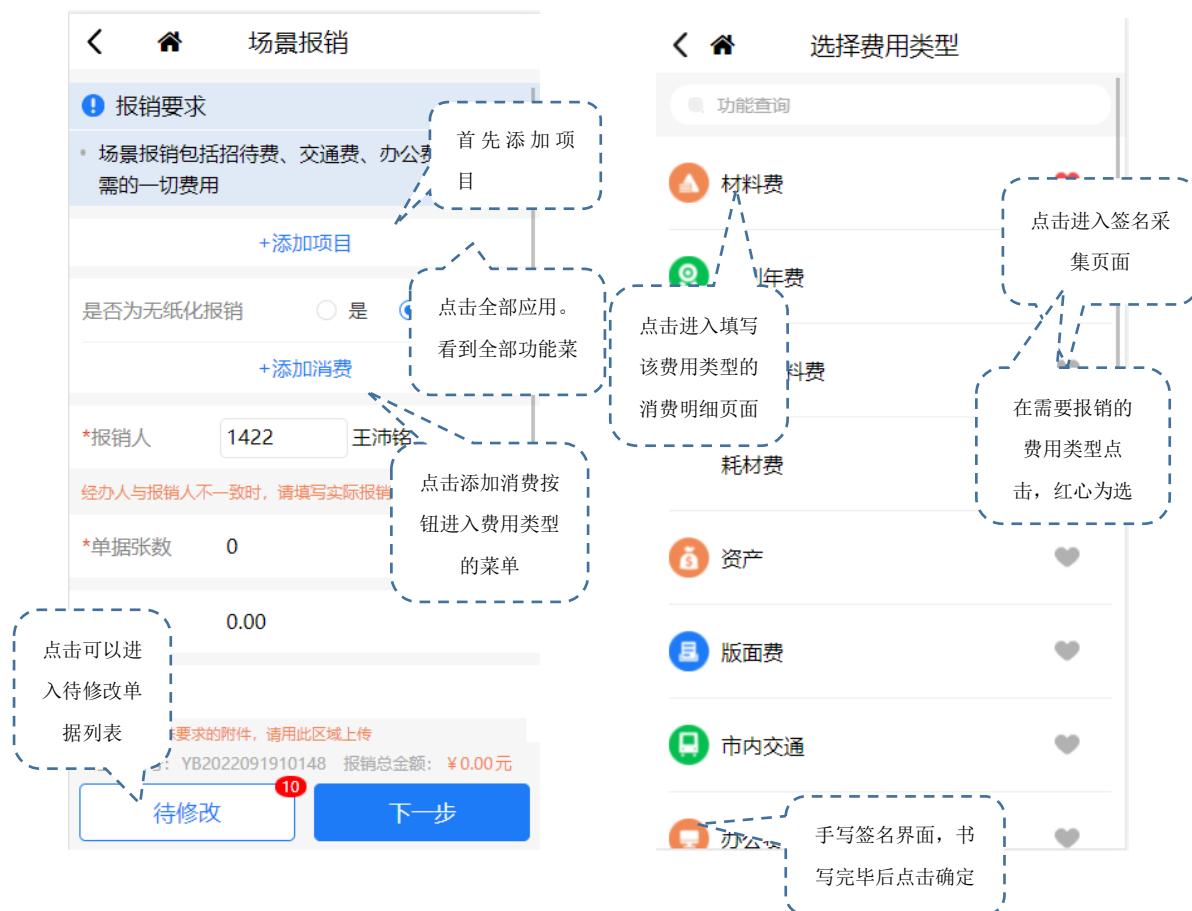 场景报销
报销要求
场景报销包括招待费、交通费、办公费
需的一切费用
首先添加项
目
+添加项目
点击全部应用。
看到全部功能菜
是否为无纸化报销
是
+添加消费
*报销人
1422
王沛铭
经办人与报销人不一致时，请填写实际报销
点击添加消费按
钮进入费用类型
的菜单
*单据张数
0
0.00
点击可以进
入待修改单
据列表
要求的附件，请用此区域上传
：YB2022091910148
报销总金额：￥0.00元
待修改
10
下一步
选择费用类型
功能查询
材料费
点击进入签名采
集页面
年费
点击进入填写
该费用类型的
消费明细页面
料费
在需要报销的
费用类型点
击，红心为选
耗材费
资产
版面费
市内交通
办公
手写签名界面，书
写完毕后点击确定